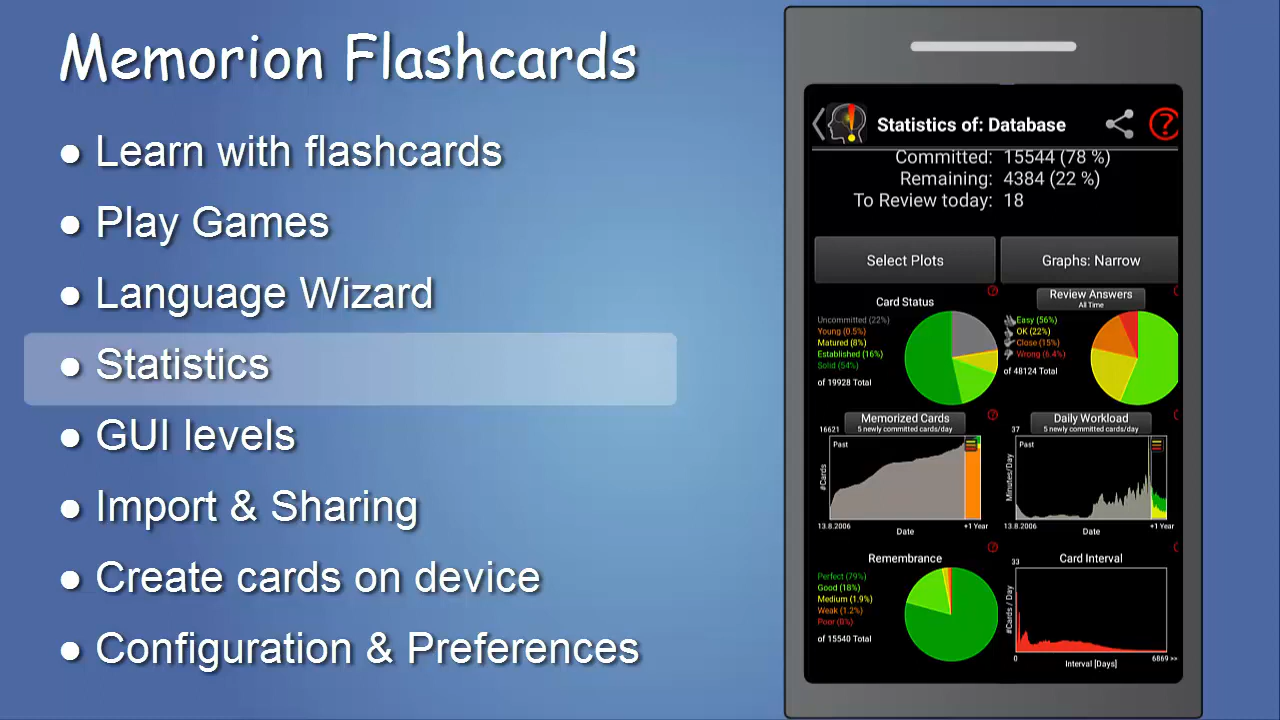 Memorion Flashcards
● Learn with flashcards
● Play Games
● Language Wizard
● Statistics
● GUI levels
● Import & Sharing
● Create cards on device
● Configuration & Preferences
Statistics of: Database
Committed: 15544 (78 %)
Remaining: 4384 (22 %)
To Review today: 18
Select Plots
Graphs: Narrow
Card Status
Uncommitted (22%)
Young (0.5%)
Matured (8%)
Established (16%)
Solid (54%)
of 19928 Total
Review Answers
All Time
Easy (56%)
OK (22%)
Close (15%)
Wrong (6.4%)
of 48124 Total
Memorized Cards
5 newly committed cards/day
16621
Past
#Cards
13.8.2006
+1 Year
Date
Daily Workload
5 newly committed cards/day
37
Past
Minutes/Day
13.8.2006
+1 Year
Date
Remembrance
Perfect (79%)
Good (18%)
Medium (1.9%)
Weak (1.2%)
Poor (0%)
of 15540 Total
Card Interval
33
#Cards / Day
0
6869 >>
Interval [Days]